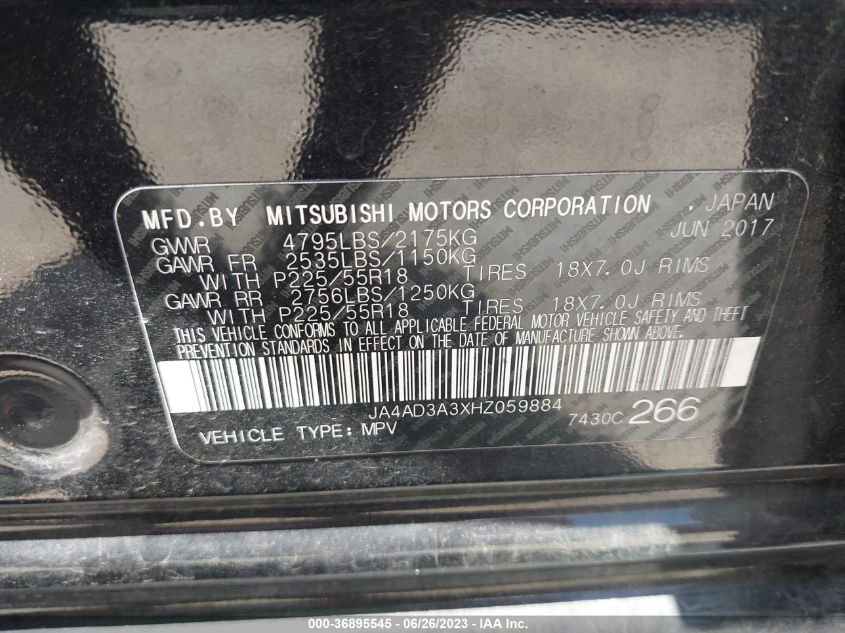 MFD.BY MITSUBISHI MOTORS CORPORATION , JAPAN
JUN 2017
GVWR 4795LBS/2175KG
GAWR FR 2535LBS/1150KG
WITH P225/55R18 TIRES 18X7.0J RIMS
GAWR RR 2756LBS/1250KG
WITH P225/55R18 TIRES 18X7.0J RIMS
THIS VEHICLE CONFORMS TO ALL APPLICABLE FEDERAL MOTOR VEHICLE SAFETY AND THEFT
PREVENTION STANDARDS IN EFFECT ON THE DATE OF MANUFACTURE SHOWN ABOVE.
JA4AD3A3XHZ059884
7430C 266
VEHICLE TYPE: MPV
000-36895545 - 06/26/2023 - IAA, Inc.